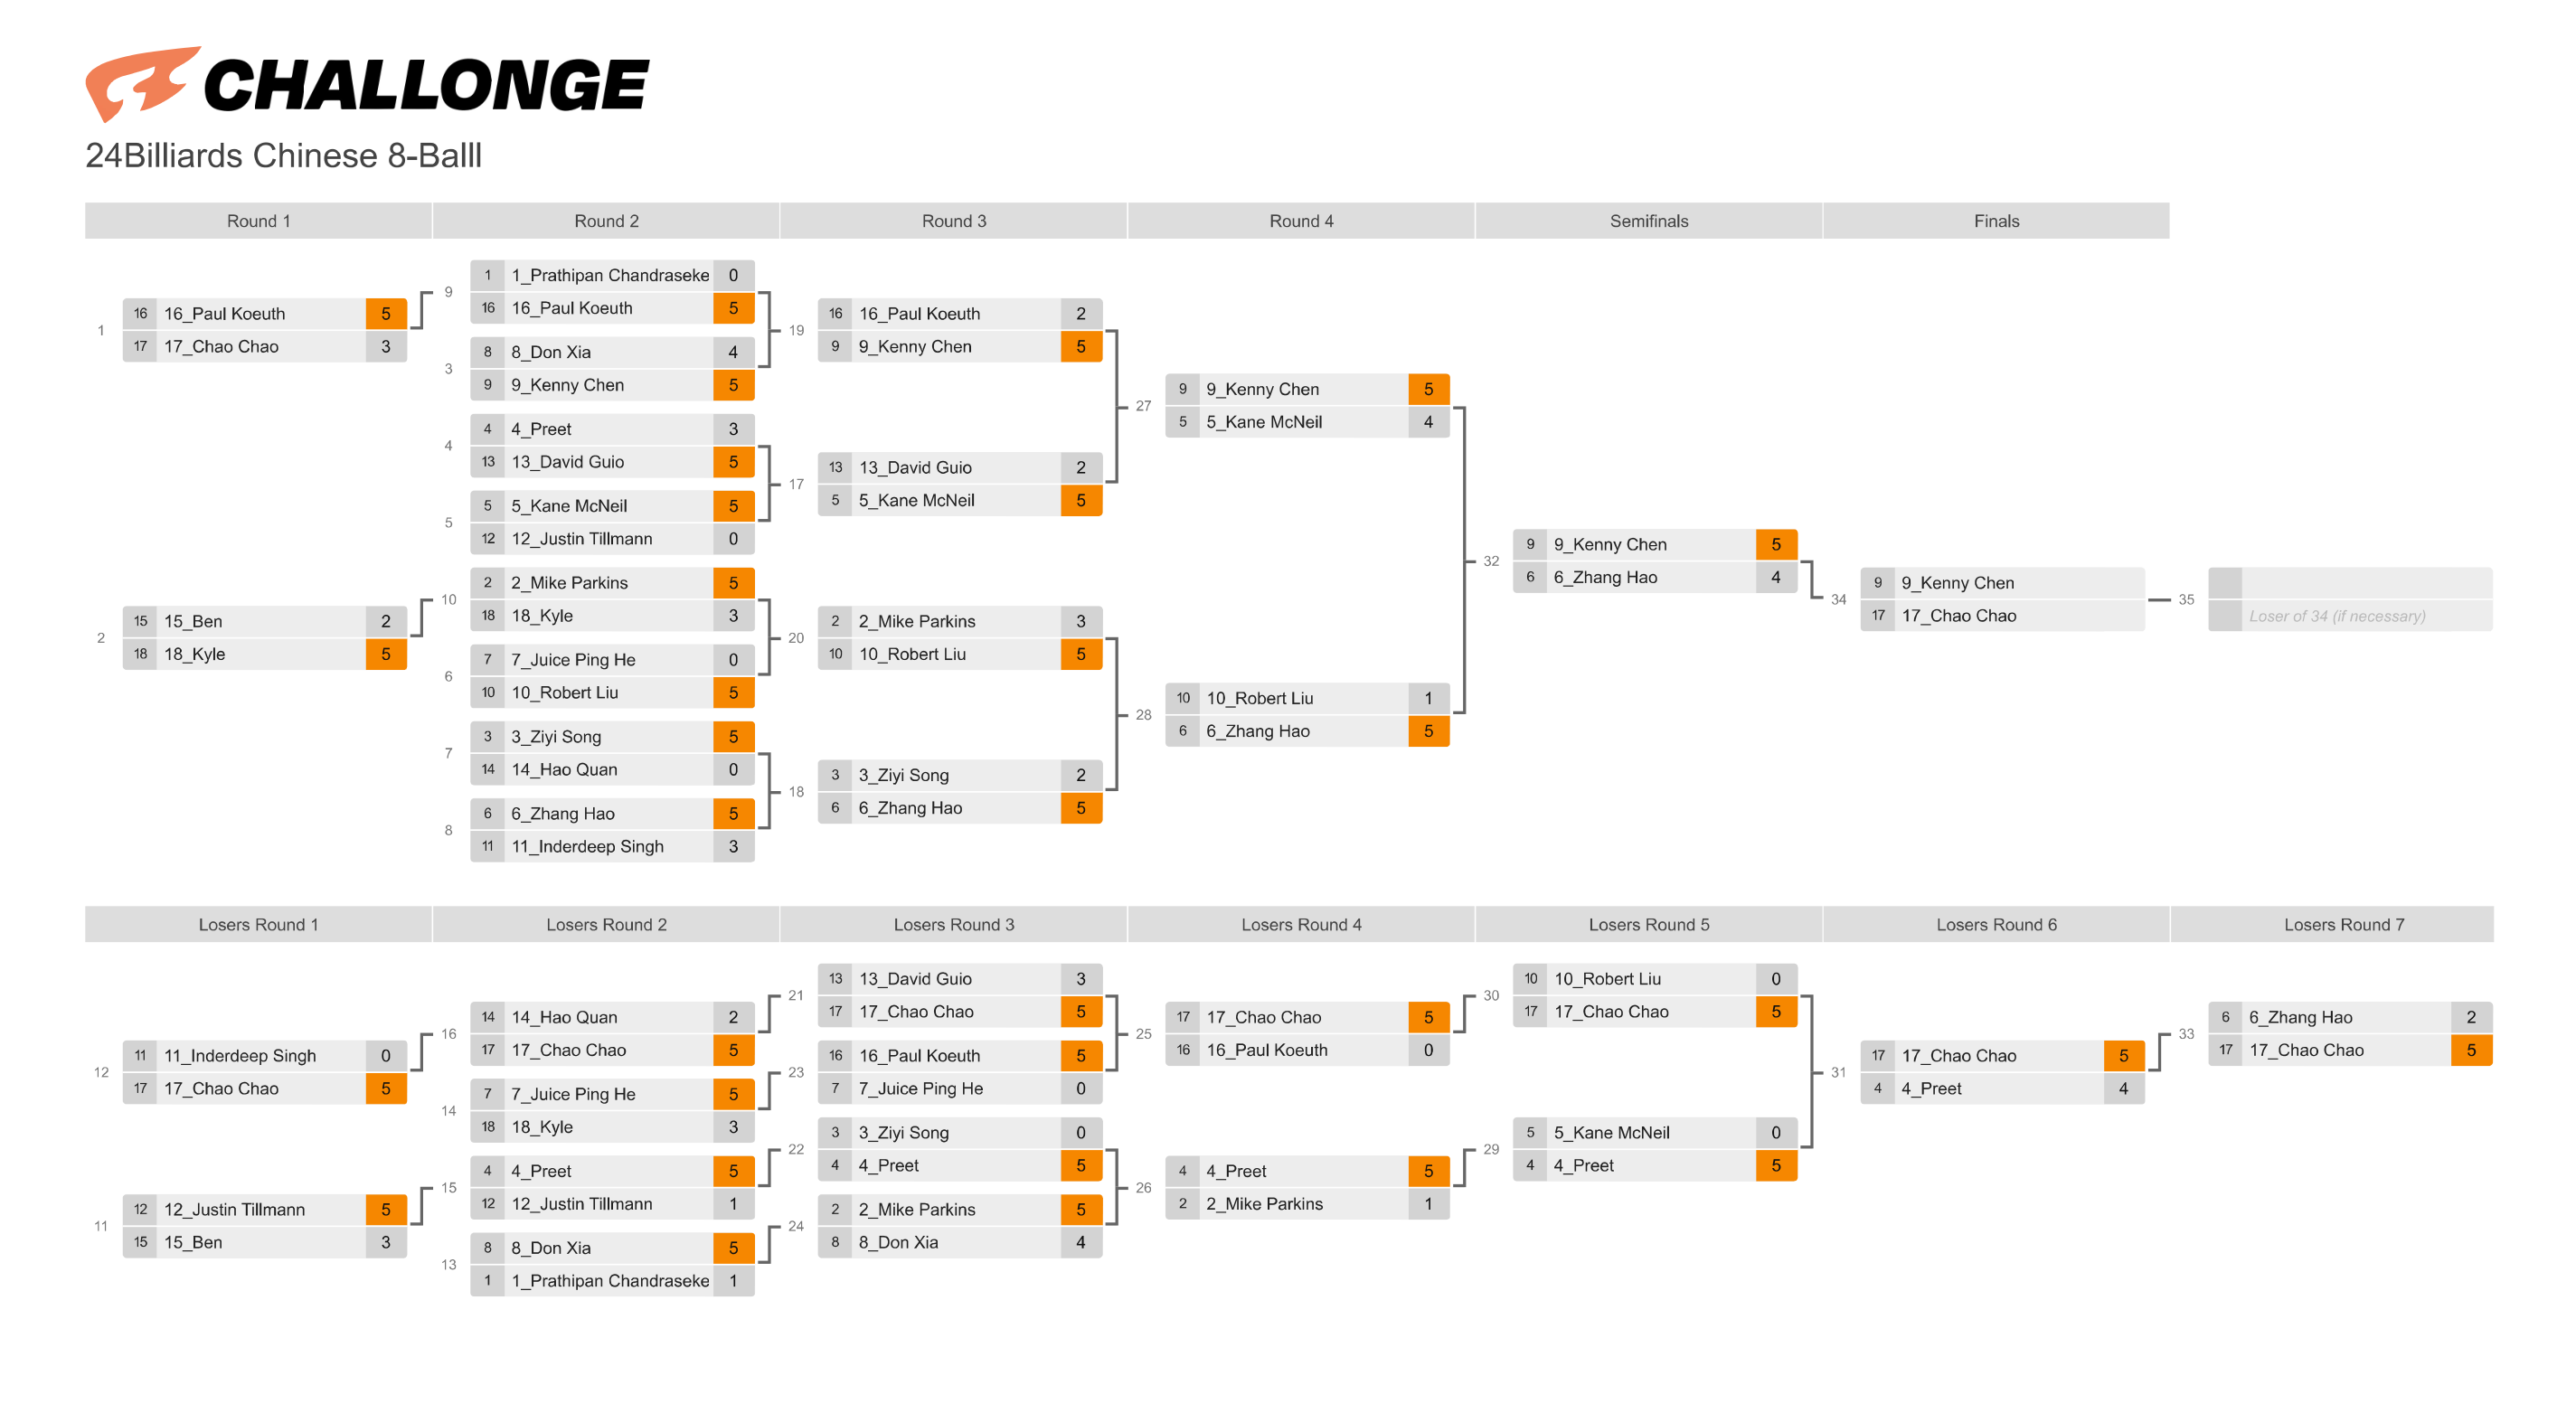 CHALLONGE
24Billiards Chinese 8-Balll
Round 1 Round 2 Round 3 Round 4 Semifinals Finals
1
16 16_Paul Koeuth 5
17 17_Chao Chao 3
2
15 15_Ben 2
18 18_Kyle 5
9
1 1_Prathipan Chandraseke 0
16 16_Paul Koeuth 5
3
8 8_Don Xia 4
9 9_Kenny Chen 5
4
4 4_Preet 3
13 13_David Guio 5
5
5 5_Kane McNeil 5
12 12_Justin Tillmann 0
10
2 2_Mike Parkins 5
18 18_Kyle 3
6
7 7_Juice Ping He 0
10 10_Robert Liu 5
7
3 3_Ziyi Song 5
14 14_Hao Quan 0
8
6 6_Zhang Hao 5
11 11_Inderdeep Singh 3
19
16 16_Paul Koeuth 2
9 9_Kenny Chen 5
17
13 13_David Guio 2
5 5_Kane McNeil 5
20
2 2_Mike Parkins 3
10 10_Robert Liu 5
18
3 3_Ziyi Song 2
6 6_Zhang Hao 5
27
9 9_Kenny Chen 5
5 5_Kane McNeil 4
28
10 10_Robert Liu 1
6 6_Zhang Hao 5
32
9 9_Kenny Chen 5
6 6_Zhang Hao 4
34
9 9_Kenny Chen
17 17_Chao Chao
35
Loser of 34 (if necessary)
Losers Round 1 Losers Round 2 Losers Round 3 Losers Round 4 Losers Round 5 Losers Round 6 Losers Round 7
12
11 11_Inderdeep Singh 0
17 17_Chao Chao 5
11
12 12_Justin Tillmann 5
15 15_Ben 3
16
14 14_Hao Quan 2
17 17_Chao Chao 5
14
7 7_Juice Ping He 5
18 18_Kyle 3
15
4 4_Preet 5
12 12_Justin Tillmann 1
13
8 8_Don Xia 5
1 1_Prathipan Chandraseke 1
21
13 13_David Guio 3
17 17_Chao Chao 5
23
16 16_Paul Koeuth 5
7 7_Juice Ping He 0
22
3 3_Ziyi Song 0
4 4_Preet 5
24
2 2_Mike Parkins 5
8 8_Don Xia 4
25
17 17_Chao Chao 5
16 16_Paul Koeuth 0
26
4 4_Preet 5
2 2_Mike Parkins 1
30
10 10_Robert Liu 0
17 17_Chao Chao 5
29
5 5_Kane McNeil 0
4 4_Preet 5
31
17 17_Chao Chao 5
4 4_Preet 4
33
6 6_Zhang Hao 2
17 17_Chao Chao 5